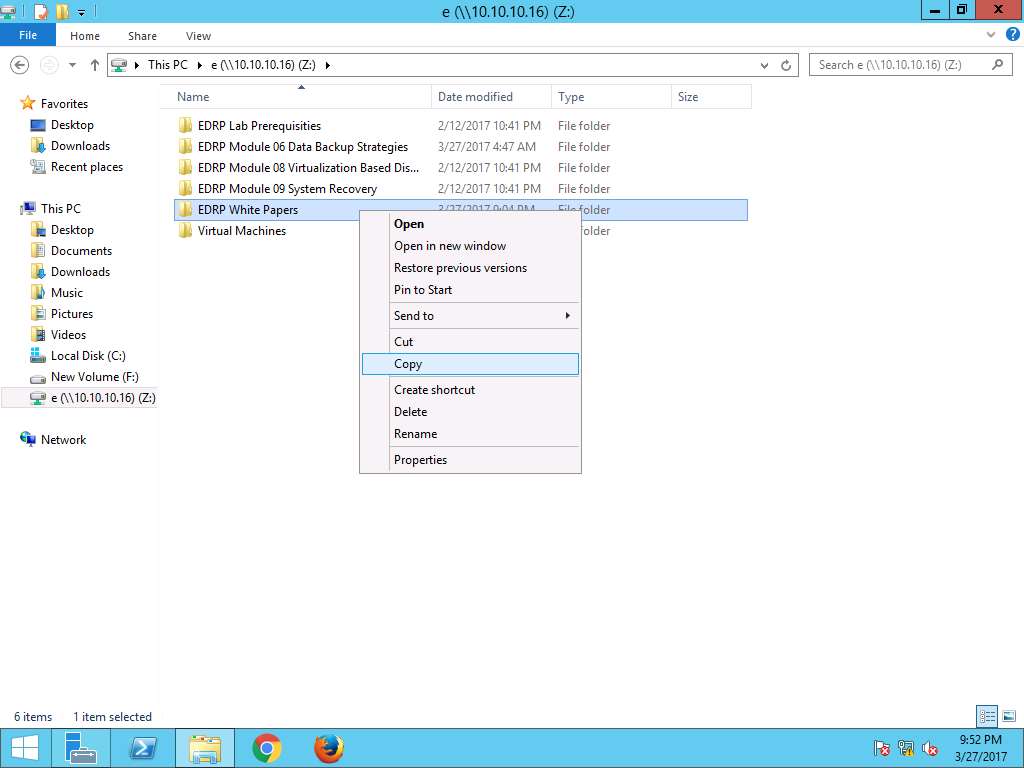 e (\\10.10.10.16) (Z:)
File Home Share View
This PC e (\\10.10.10.16) (Z:)
Search e (\\10.10.10.16) (Z:)
Favorites
Desktop
Downloads
Recent places
This PC
Desktop
Documents
Downloads
Music
Pictures
Videos
Local Disk (C:)
New Volume (F:)
e (\\10.10.10.16) (Z:)
Network
Name Date modified Type Size
EDRP Lab Prerequisities 2/12/2017 10:41 PM File folder
EDRP Module 06 Data Backup Strategies 3/27/2017 4:47 AM File folder
EDRP Module 08 Virtualization Based Dis... 2/12/2017 10:41 PM File folder
EDRP Module 09 System Recovery 2/12/2017 10:41 PM File folder
EDRP White Papers 3/27/2017 9:04 PM File folder
Virtual Machines folder
Open
Open in new window
Restore previous versions
Pin to Start
Send to
Cut
Copy
Create shortcut
Delete
Rename
Properties
6 items 1 item selected
9:52 PM
3/27/2017